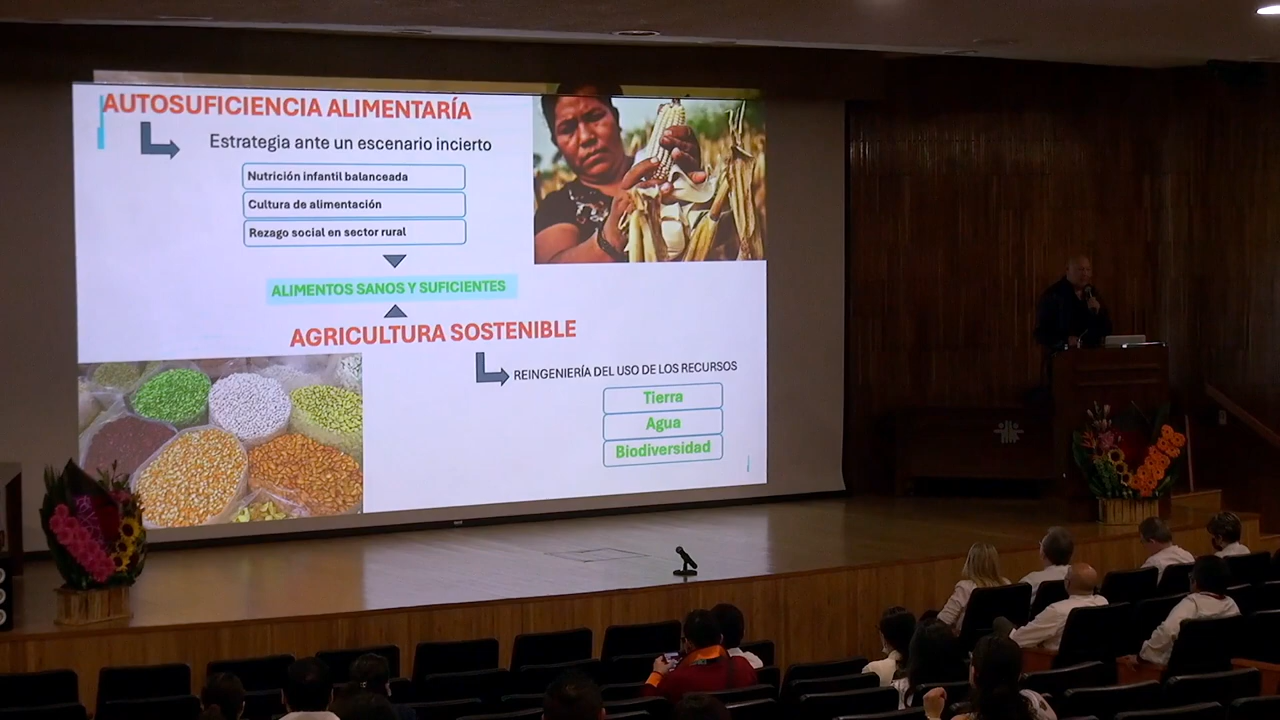 AUTOSUFICIENCIA ALIMENTARÍA
Estrategia ante un escenario incierto
Nutrición infantil balanceada
Cultura de alimentación
Rezago social en sector rural
ALIMENTOS SANOS Y SUFICIENTES
AGRICULTURA SOSTENIBLE
REINGENIERÍA DEL USO DE LOS RECURSOS
Tierra
Agua
Biodiversidad